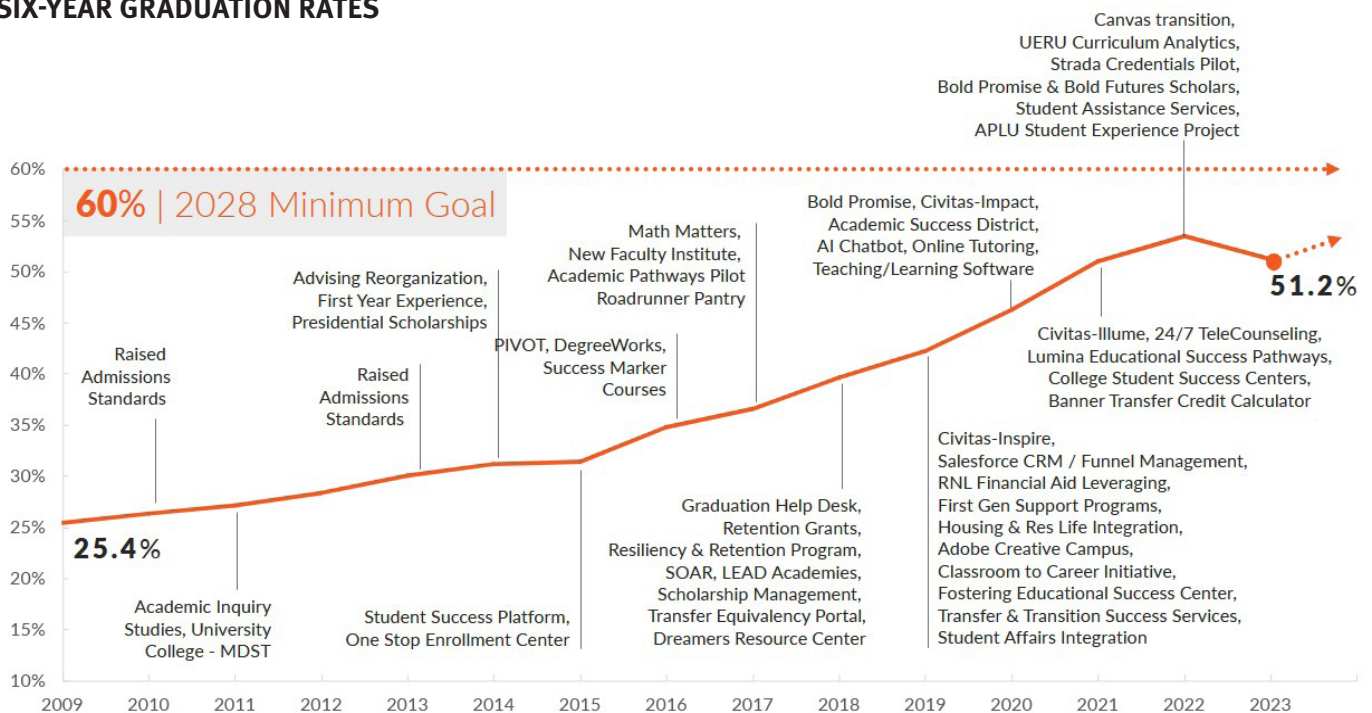 SIX-YEAR GRADUATION RATES
Canvas transition,
UERU Curriculum Analytics,
Strada Credentials Pilot,
Bold Promise & Bold Futures Scholars,
Student Assistance Services,
APLU Student Experience Project
60%
55%
50%
45%
40%
35%
30%
25%
20%
15%
10%
60% | 2028 Minimum Goal
25.4%
Raised
Admissions
Standards
Academic Inquiry
Studies, University
College - MDST
Raised
Admissions
Standards
Advising Reorganization,
First Year Experience,
Presidential Scholarships
Student Success Platform,
One Stop Enrollment Center
PIVOT, DegreeWorks,
Success Marker
Courses
Math Matters,
New Faculty Institute,
Academic Pathways Pilot
Roadrunner Pantry
Graduation Help Desk,
Retention Grants,
Resiliency & Retention Program,
SOAR, LEAD Academies,
Scholarship Management,
Transfer Equivalency Portal,
Dreamers Resource Center
Civitas-Inspire,
Salesforce CRM / Funnel Management,
RNL Financial Aid Leveraging,
First Gen Support Programs,
Housing & Res Life Integration,
Adobe Creative Campus,
Classroom to Career Initiative,
Fostering Educational Success Center,
Transfer & Transition Success Services,
Student Affairs Integration
Bold Promise, Civitas-Impact,
Academic Success District,
AI Chatbot, Online Tutoring,
Teaching/Learning Software
Civitas-Illume, 24/7 TeleCounseling,
Lumina Educational Success Pathways,
College Student Success Centers,
Banner Transfer Credit Calculator
51.2%
2009 2010 2011 2012 2013 2014 2015 2016 2017 2018 2019 2020 2021 2022 2023